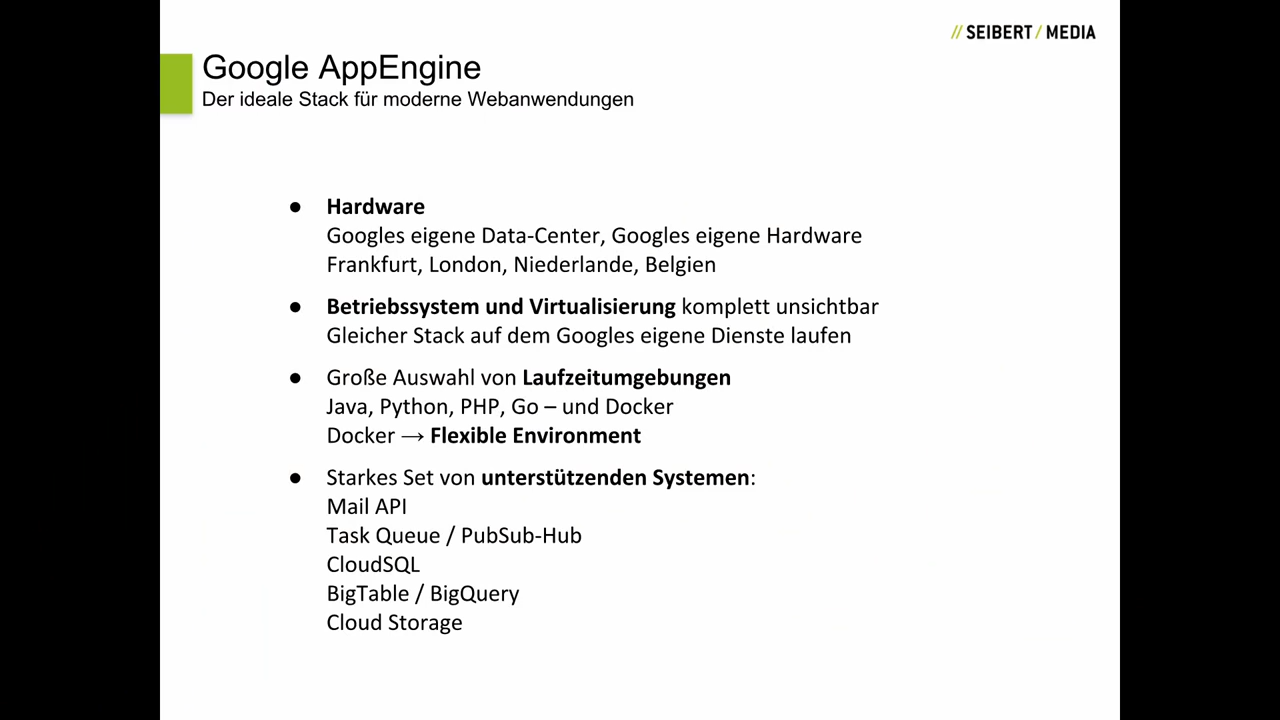 // SEIBERT / MEDIA
Google AppEngine
Der ideale Stack für moderne Webanwendungen
● Hardware
Googles eigene Data-Center, Googles eigene Hardware
Frankfurt, London, Niederlande, Belgien
● Betriebssystem und Virtualisierung komplett unsichtbar
Gleicher Stack auf dem Googles eigene Dienste laufen
● Große Auswahl von Laufzeitumgebungen
Java, Python, PHP, Go – und Docker
Docker → Flexible Environment
● Starkes Set von unterstützenden Systemen:
Mail API
Task Queue / PubSub-Hub
CloudSQL
BigTable / BigQuery
Cloud Storage